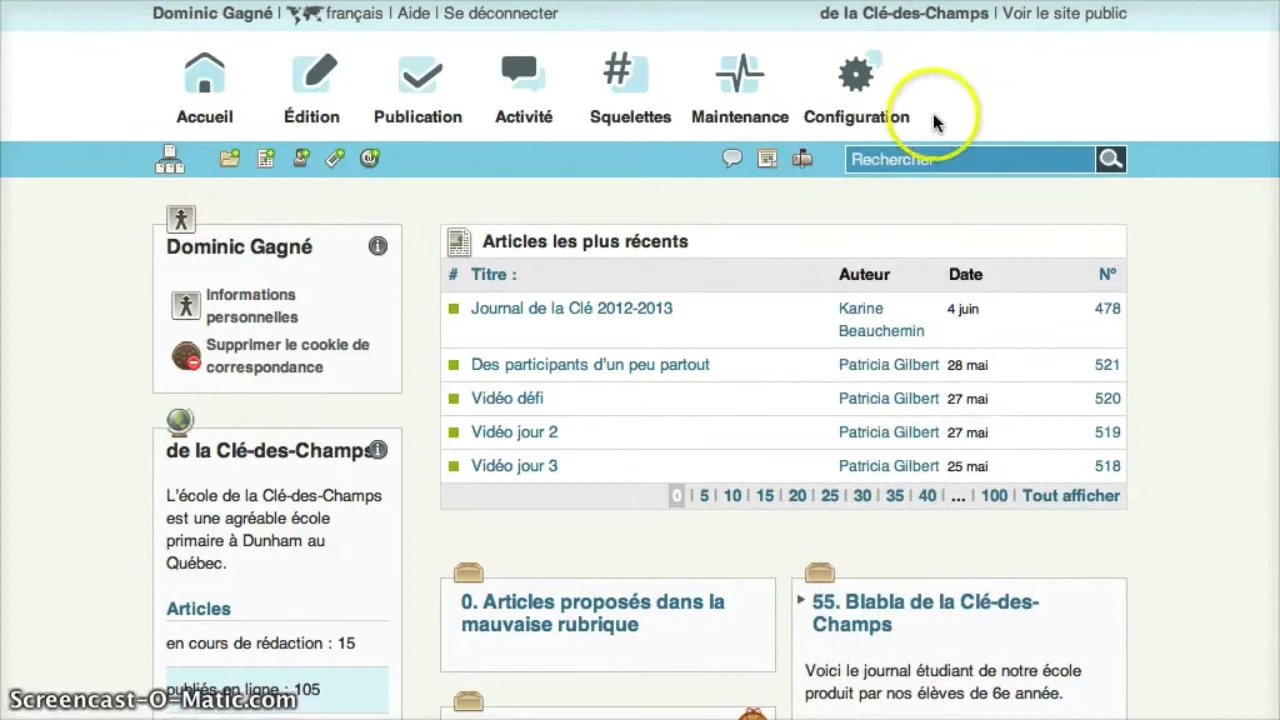 Dominic Gagné | français | Aide | Se déconnecter
de la Clé-des-Champs | Voir le site public
Accueil Édition Publication Activité Squelettes Maintenance Configuration
Rechercher
Dominic Gagné
Informations
personnelles
Supprimer le cookie de
correspondance
de la Clé-des-Champs
L'école de la Clé-des-Champs
est une agréable école
primaire à Dunham au
Québec.
Articles
en cours de rédaction : 15
publiés en ligne : 105
Articles les plus récents
# Titre : Auteur Date N°
Journal de la Clé 2012-2013 Karine 4 juin 478
Beauchemin
Des participants d'un peu partout Patricia Gilbert 28 mai 521
Vidéo défi Patricia Gilbert 27 mai 520
Vidéo jour 2 Patricia Gilbert 27 mai 519
Vidéo jour 3 Patricia Gilbert 25 mai 518
0 | 5 | 10 | 15 | 20 | 25 | 30 | 35 | 40 | ... | 100 | Tout afficher
0. Articles proposés dans la
mauvaise rubrique
55. Blabla de la Clé-des-
Champs
Voici le journal étudiant de notre école
produit par nos élèves de 6e année.
Screencast-O-Matic.com